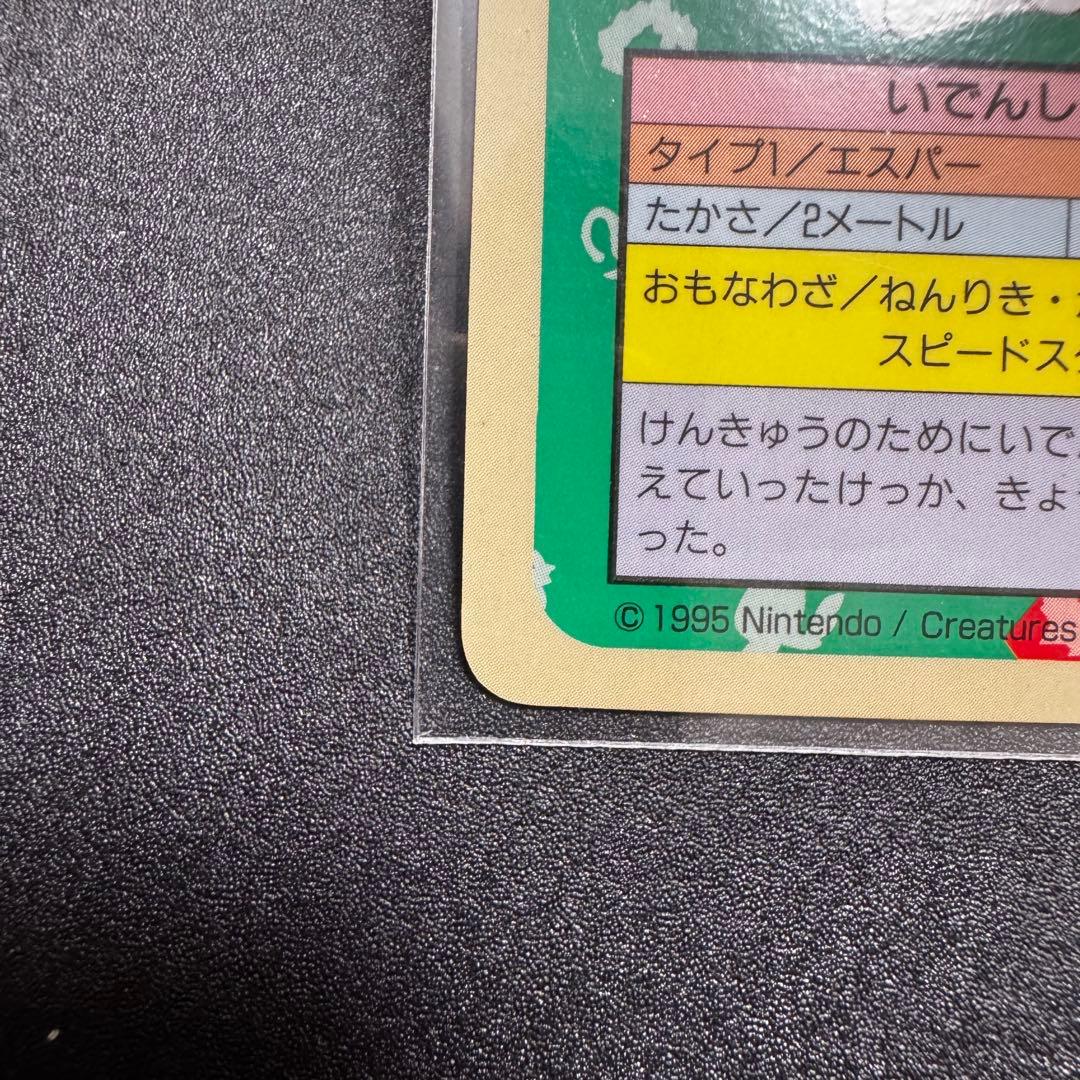 いでんし
タイプ1／エスパー
たかさ／2メートル
おもなわざ／ねんりき・
スピードス
けんきゅうのためにいで
えていったけっか、きょ
った。
© 1995 Nintendo / Creatures